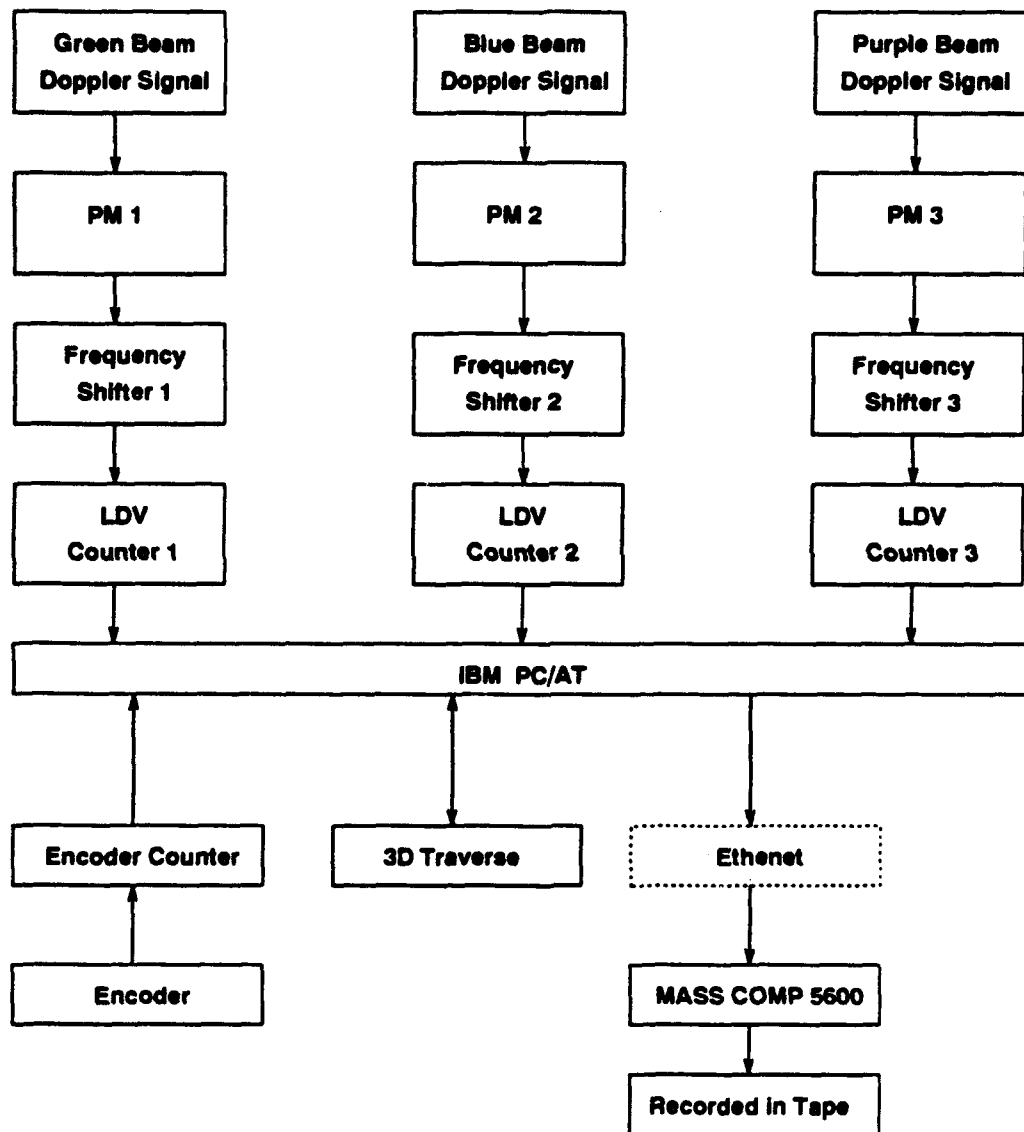 Green Beam
Doppler Signal
Blue Beam
Doppler Signal
Purple Beam
Doppler Signal
PM 1
PM 2
PM 3
Frequency
Shifter 1
Frequency
Shifter 2
Frequency
Shifter 3
LDV
Counter 1
LDV
Counter 2
LDV
Counter 3
IBM PC/AT
Encoder Counter
3D Traverse
Ethenet
Encoder
MASS COMP 5600
Recorded in Tape